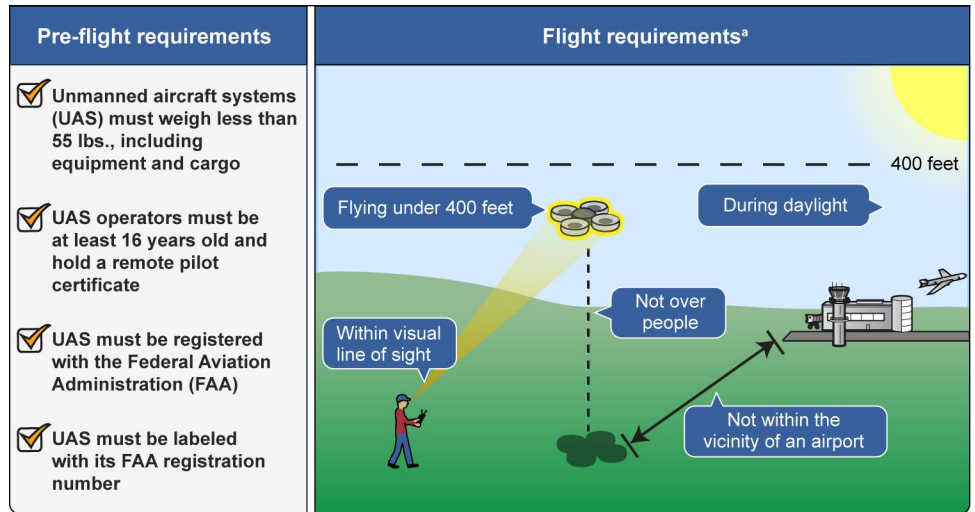 Pre-flight requirements
Unmanned aircraft systems
(UAS) must weigh less than
55 lbs., including
equipment and cargo
UAS operators must be
at least 16 years old and
hold a remote pilot
certificate
UAS must be registered
with the Federal Aviation
Administration (FAA)
UAS must be labeled
with its FAA registration
number
Flight requirementsᵃ
400 feet
Flying under 400 feet
During daylight
Not over
people
Within visual
line of sight
Not within the
vicinity of an airport